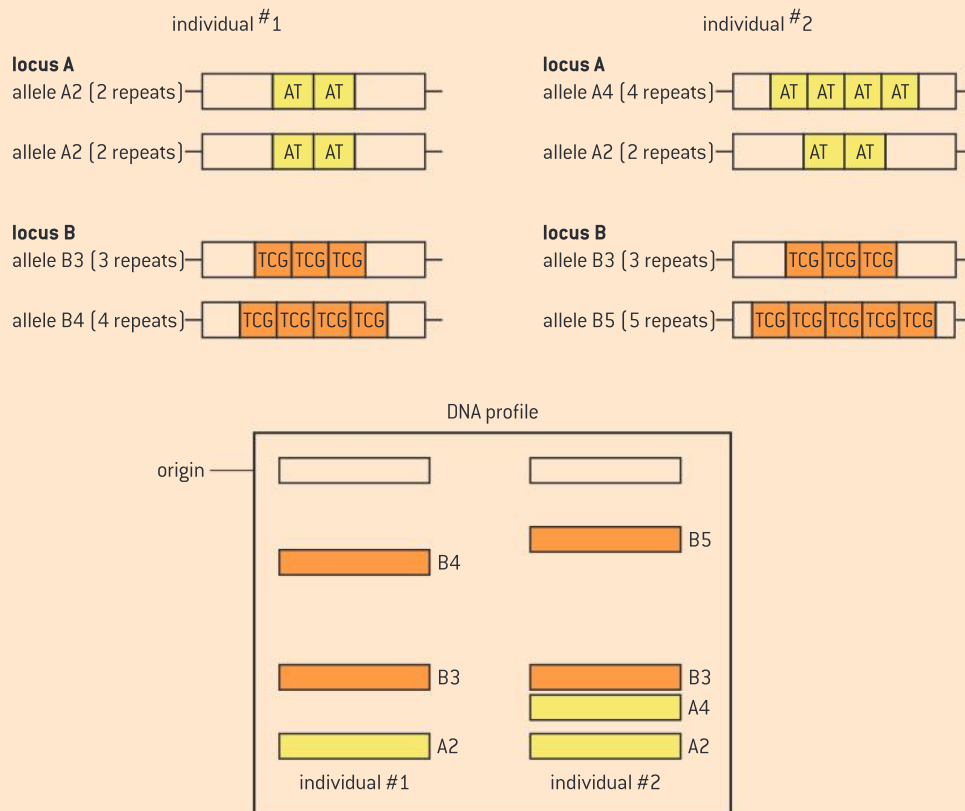 individual #1
locus A
allele A2 (2 repeats)
AT AT
allele A2 (2 repeats)
AT AT
locus B
allele B3 (3 repeats)
TCG TCG TCG
allele B4 (4 repeats)
TCG TCG TCG TCG
individual #2
locus A
allele A4 (4 repeats)
AT AT AT AT
allele A2 (2 repeats)
AT AT
locus B
allele B3 (3 repeats)
TCG TCG TCG
allele B5 (5 repeats)
TCG TCG TCG TCG TCG
DNA profile
origin
B4
B3
A2
individual #1
B5
B3
A4
A2
individual #2